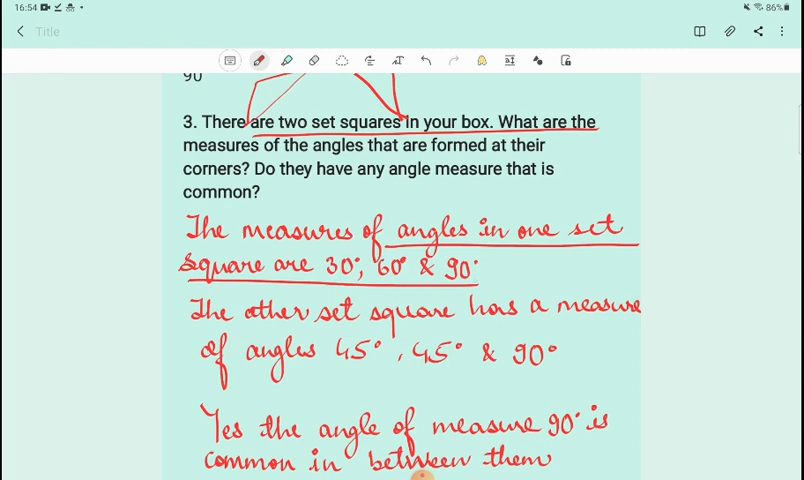 16:54
86%
Title
90
3. There are two set squares in your box. What are the
measures of the angles that are formed at their
corners? Do they have any angle measure that is
common?
The measures of angles in one set
square are 30°, 60° & 90°
The other set square has a measure
of angles 45°, 45° & 90°
Yes the angle of measure 90° is
common in between them